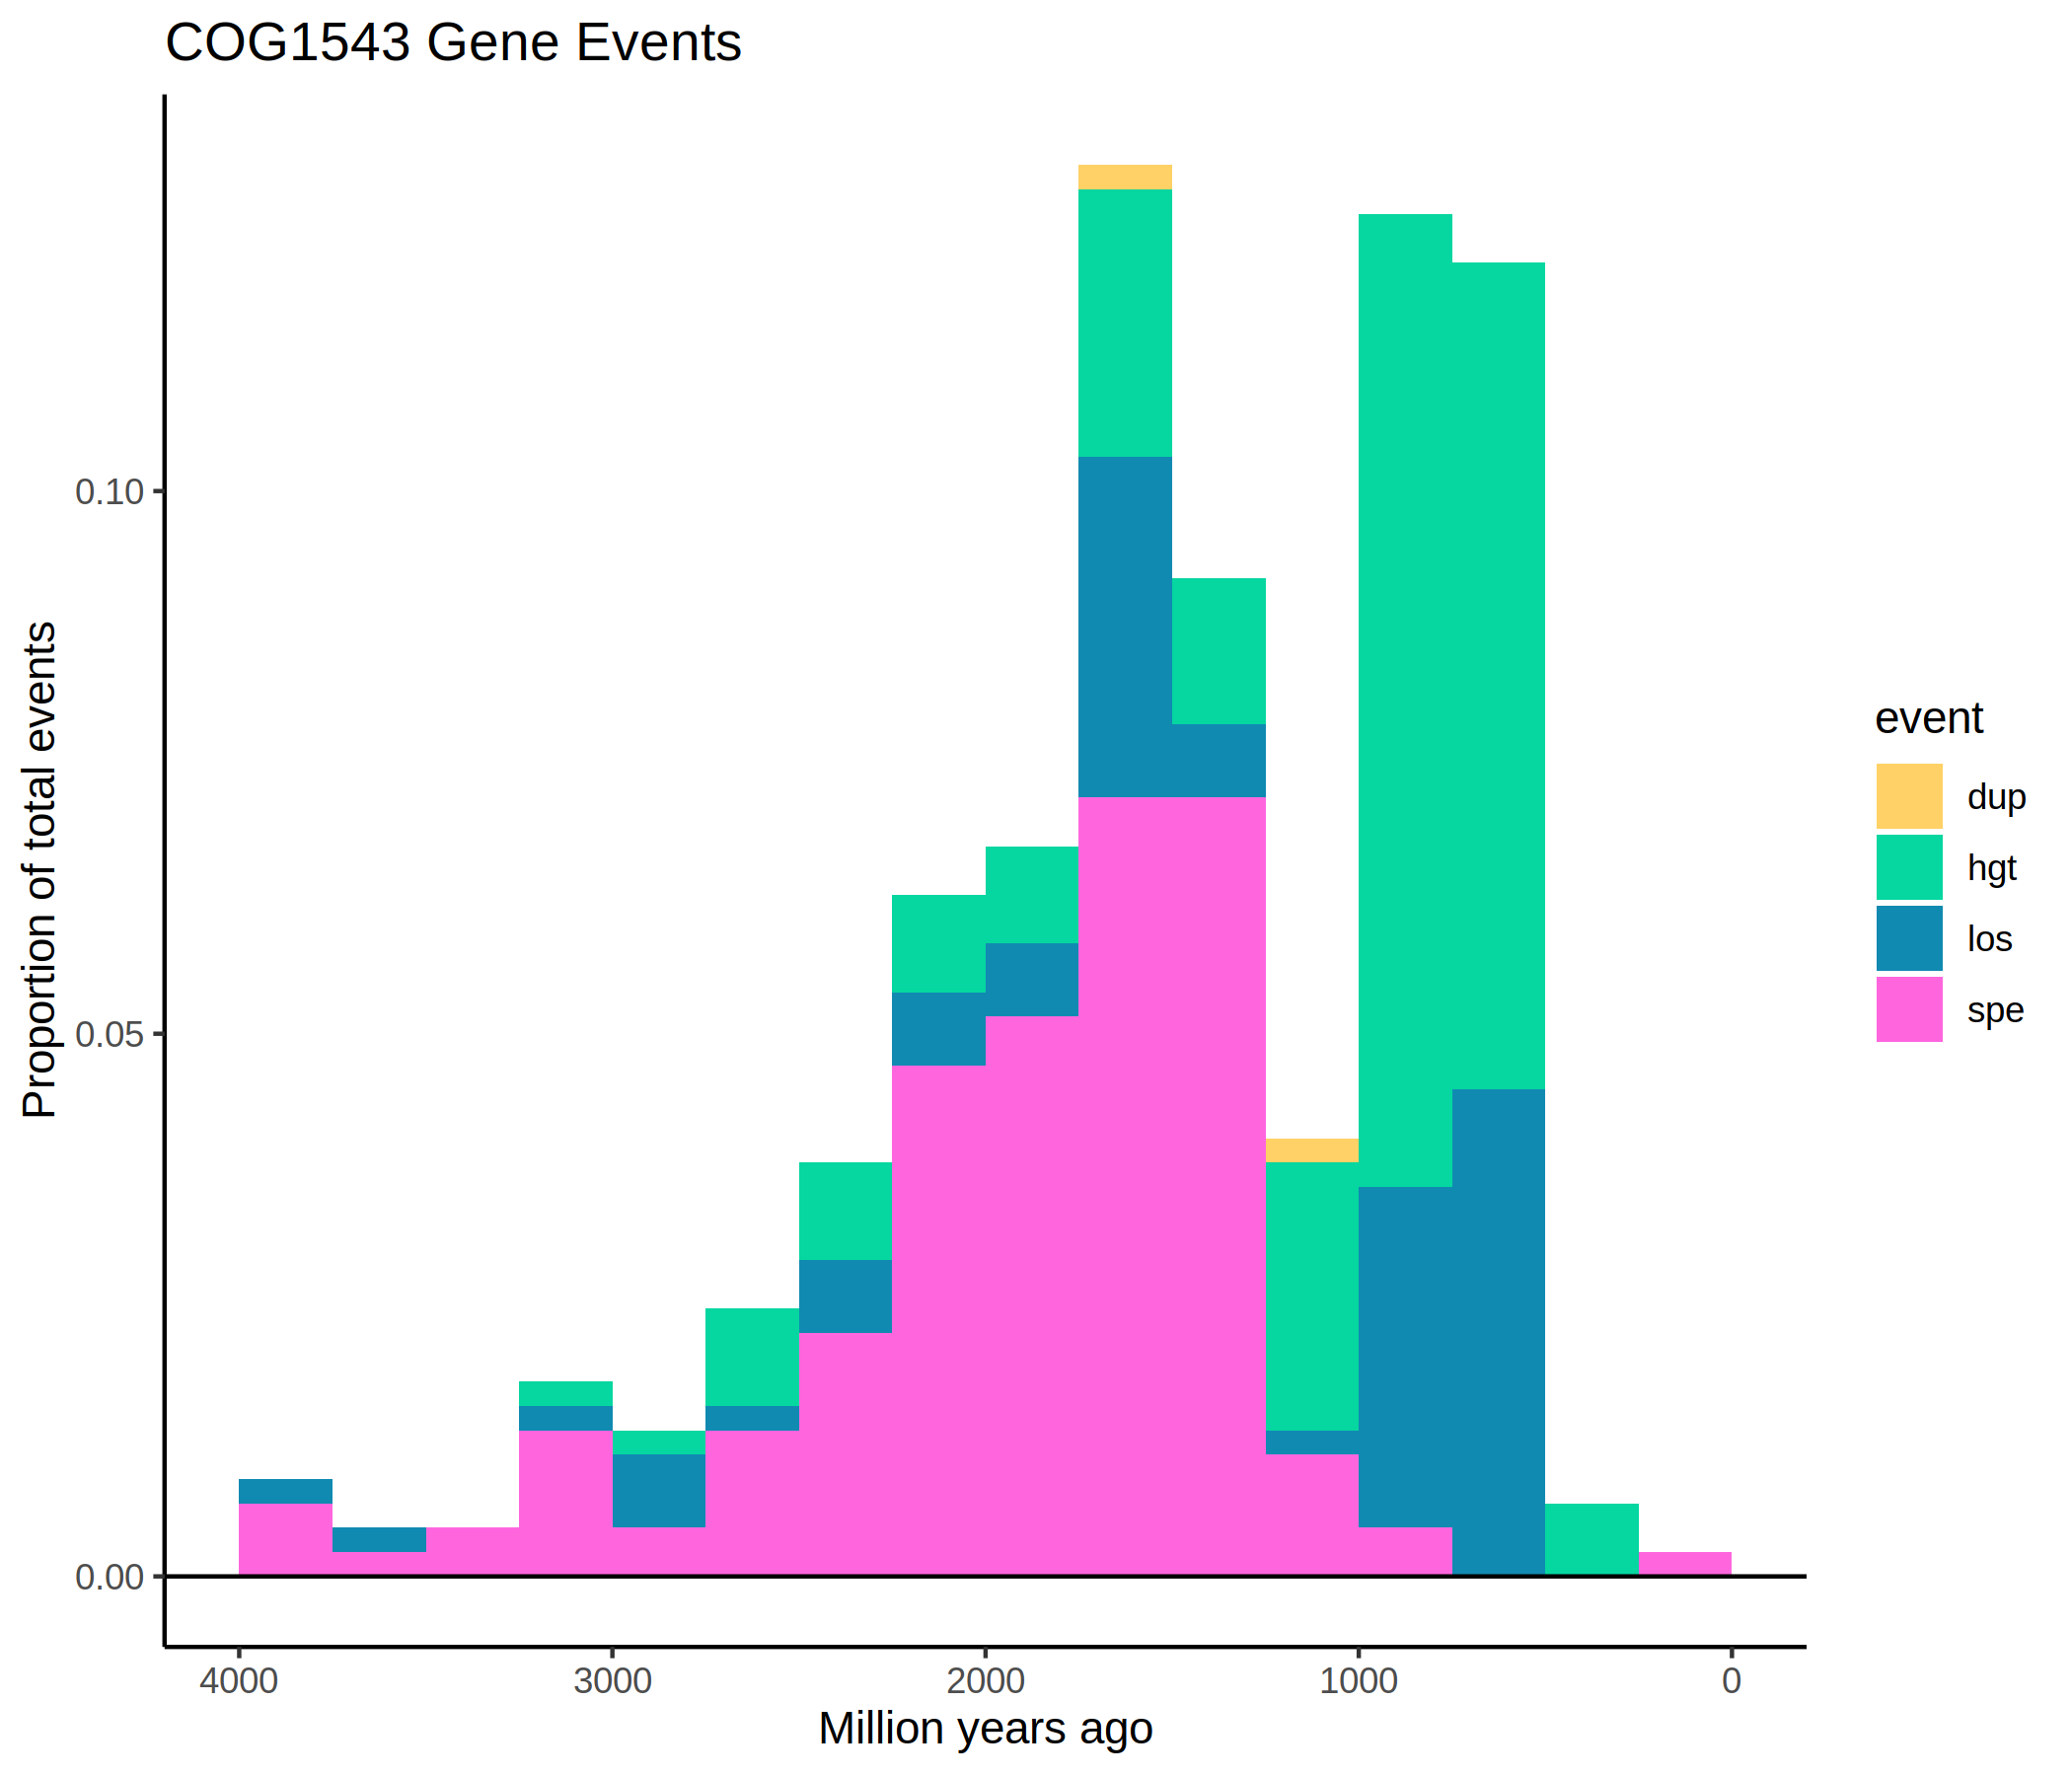 COG1543 Gene Events
Proportion of total events
0.10
0.05
0.00
4000 3000 2000 1000 0
Million years ago
event
dup
hgt
los
spe